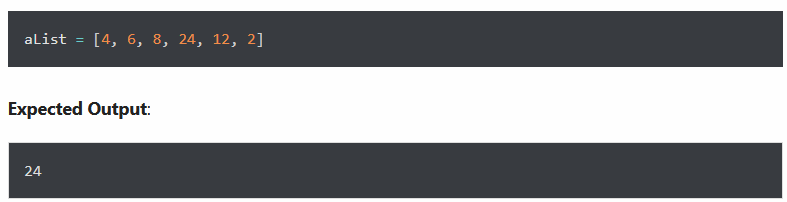 aList = [4, 6, 8, 24, 12, 2]
Expected Output:
24